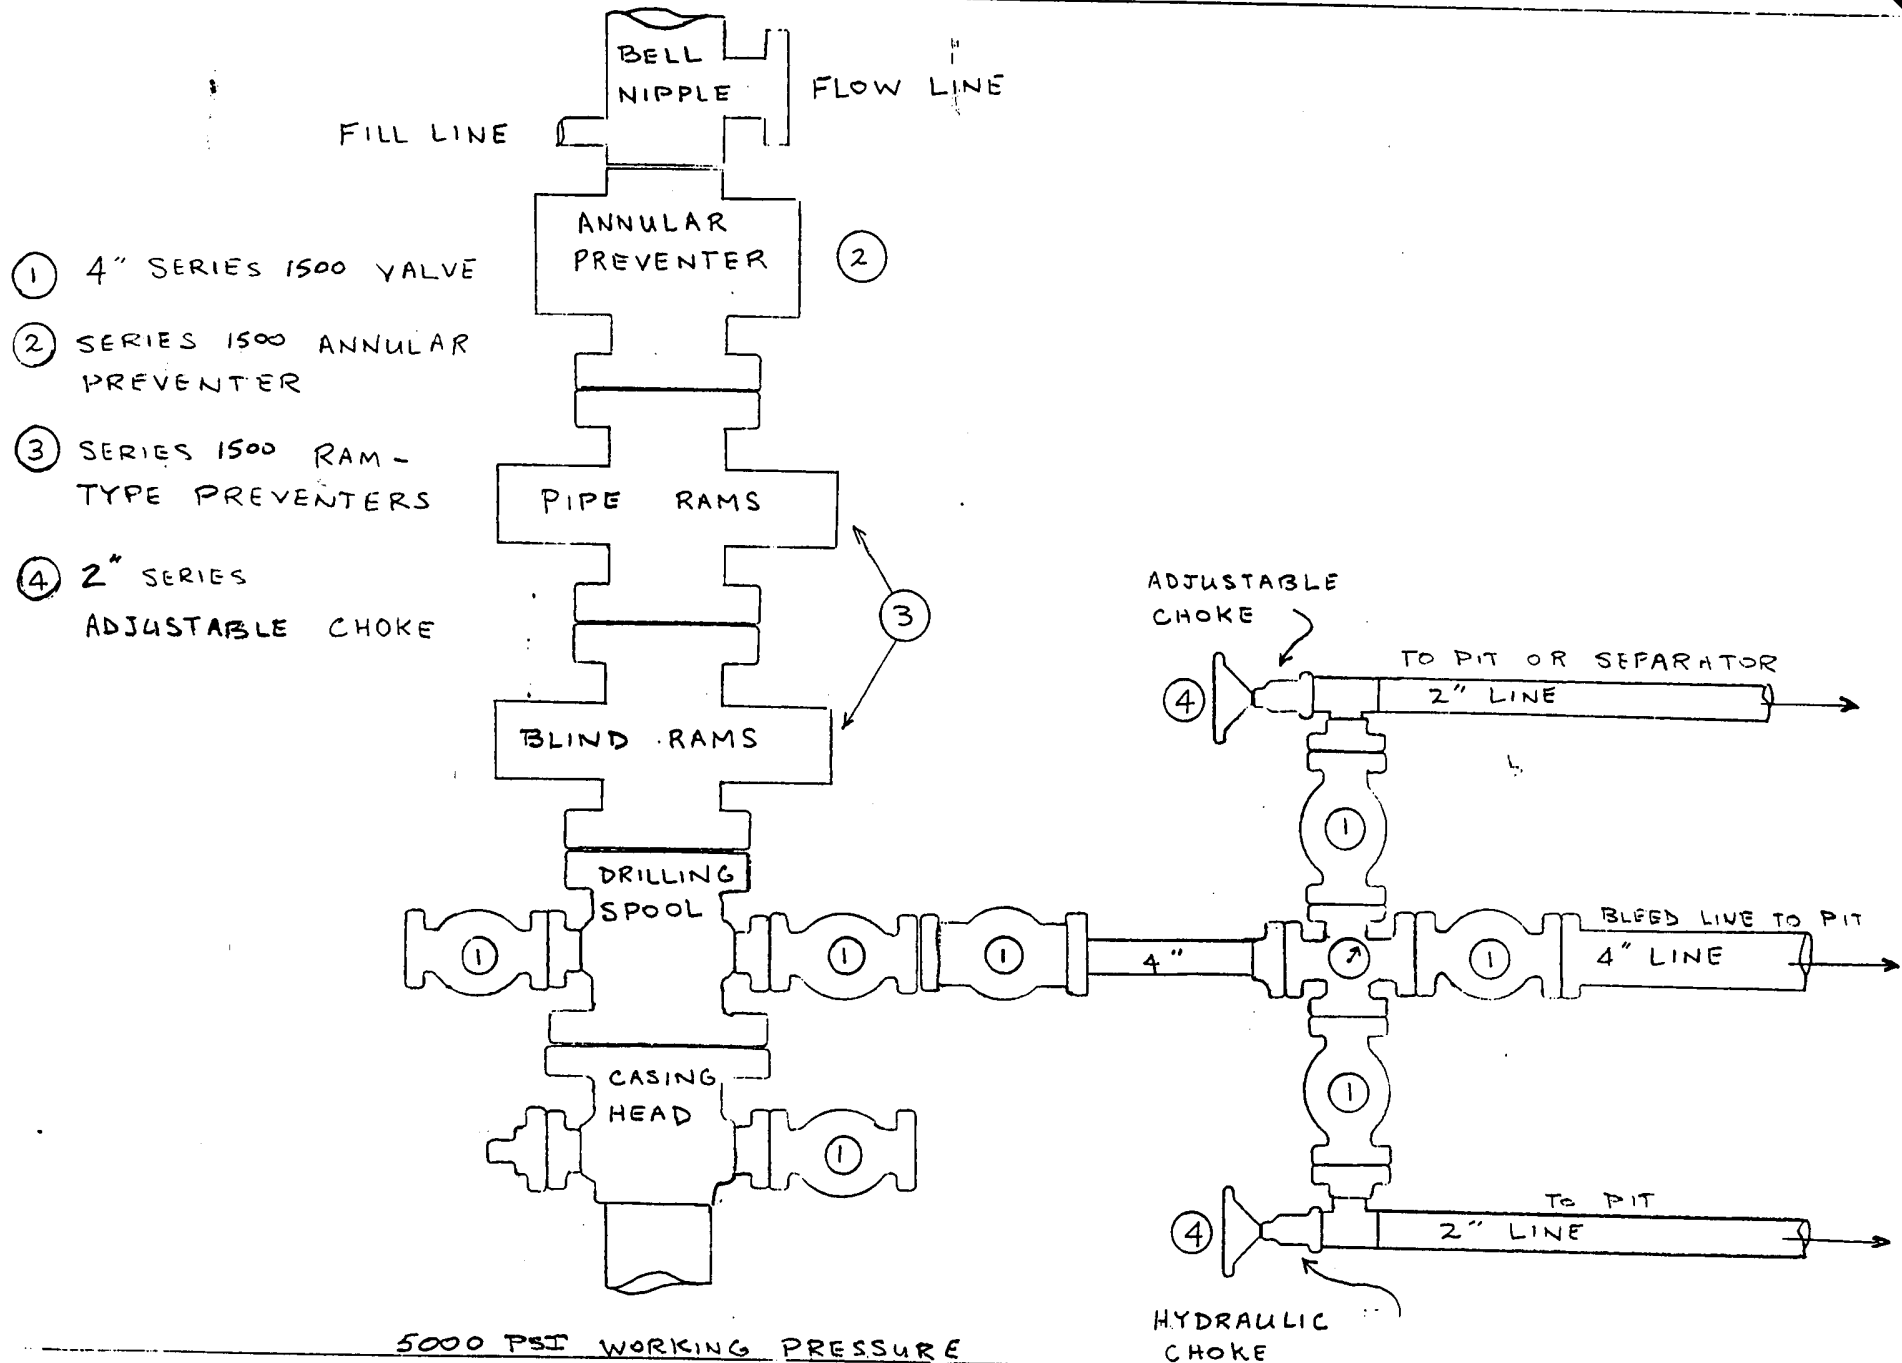 BELL
NIPPLE
FLOW LINE
FILL LINE
ANNULAR
PREVENTER
2
1 4" SERIES 1500 VALVE
2 SERIES 1500 ANNULAR
PREVENTER
3 SERIES 1500 RAM-
TYPE PREVENTERS
4 2" SERIES
ADJUSTABLE CHOKE
PIPE RAMS
3
BLIND RAMS
ADJUSTABLE
CHOKE
4
TO PIT OR SEPARATOR
2" LINE
1
DRILLING
SPOOL
1
1
1
4"
1
BLEED LINE TO PIT
4" LINE
1
CASING
HEAD
1
4
TO PIT
2" LINE
HYDRAULIC
CHOKE
5000 PSI WORKING PRESSURE